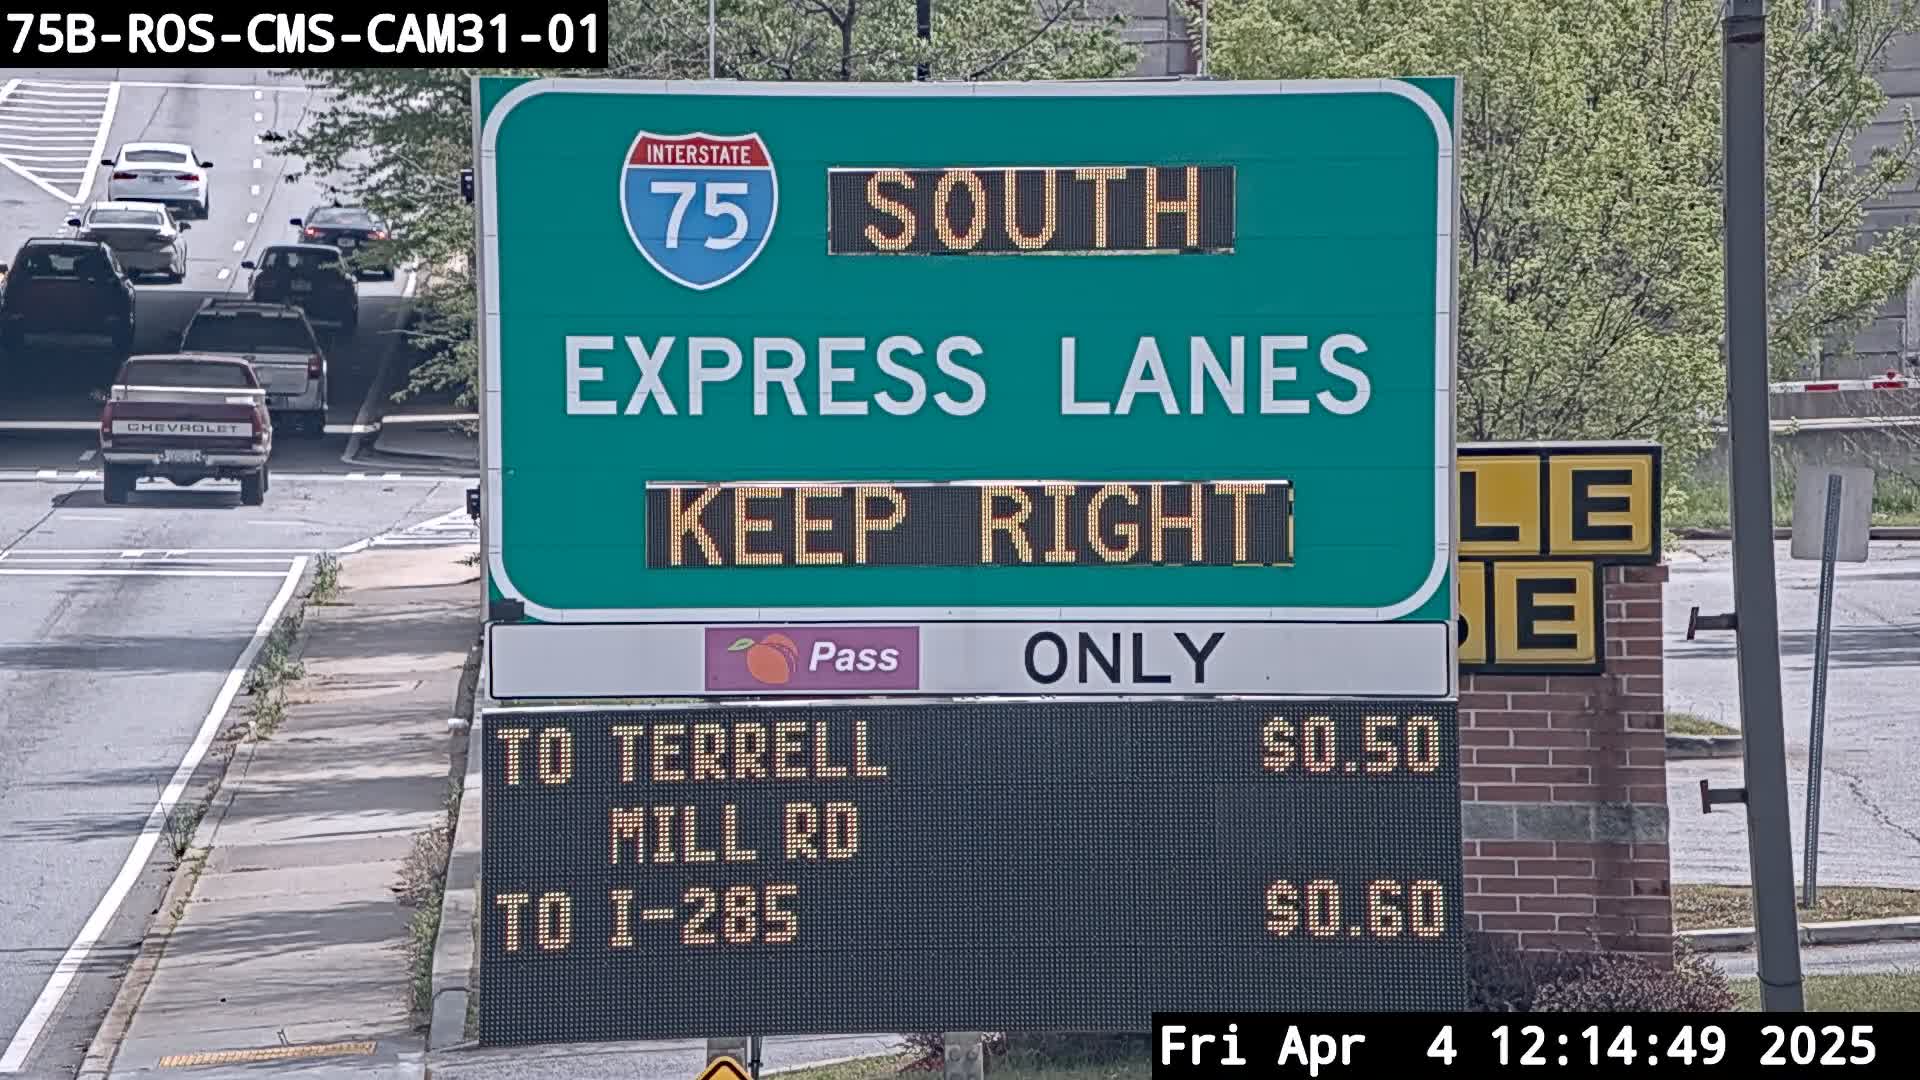 75B-ROS-CMS-CAM31-01
INTERSTATE
75
SOUTH
EXPRESS LANES
KEEP RIGHT
Pass ONLY
TO TERRELL $0.50
MILL RD
TO I-285 $0.60
CHEVROLET
LE
E
Fri Apr 4 12:14:49 2025